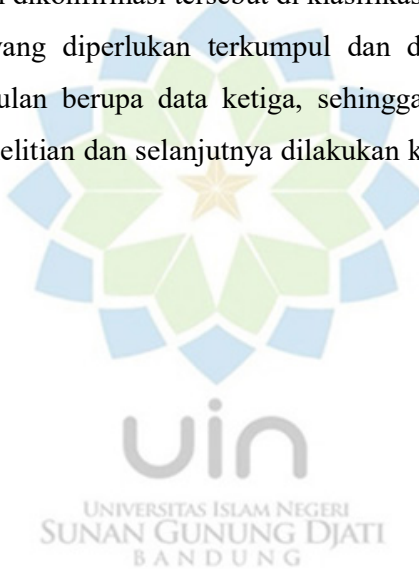 dikonfirmasi tersebut di klasifikas
yang diperlukan terkumpul dan d
ulan berupa data ketiga, sehingga
elitian dan selanjutnya dilakukan k
uin
UNIVERSITAS ISLAM NEGERI
SUNAN GUNUNG DJATI
BANDUNG